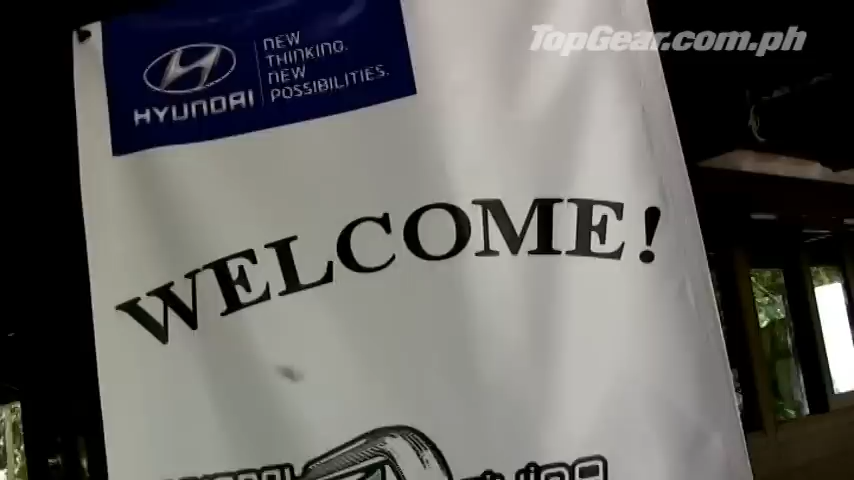 TopGear.com.ph
HYUNDAI
NEW
THINKING.
NEW
POSSIBILITIES.
WELCOME!